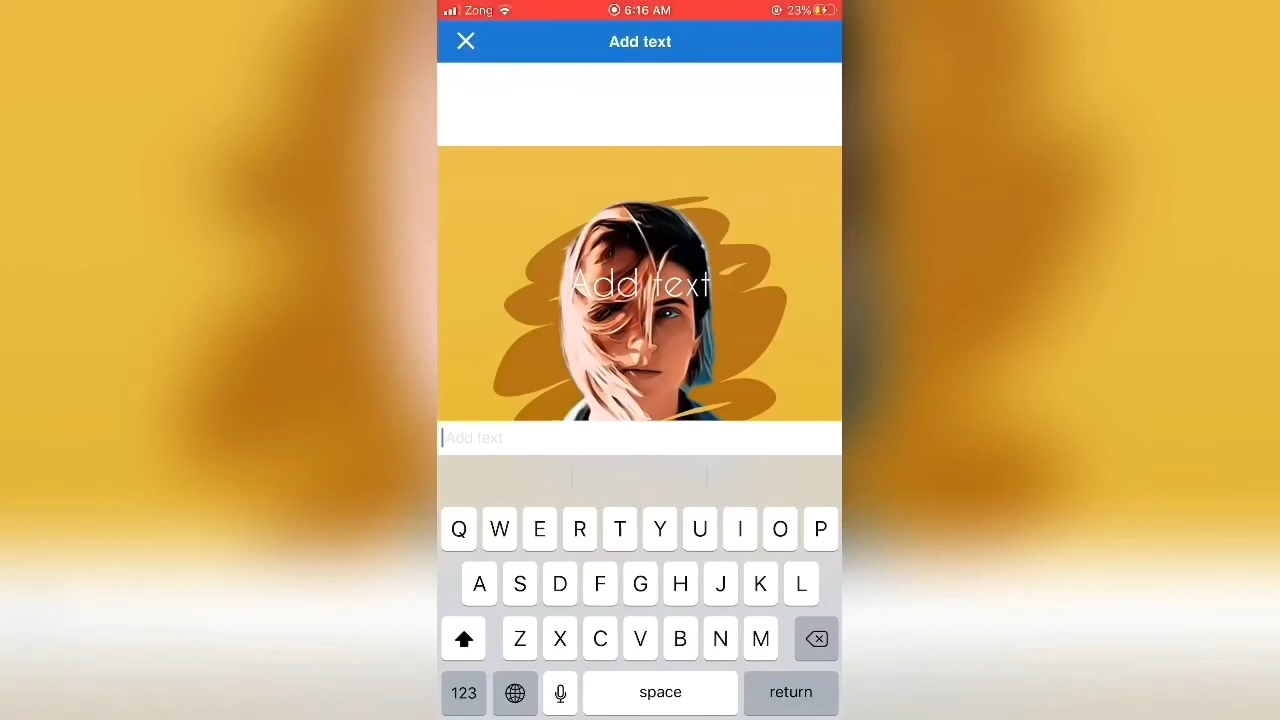 Zong 6:16 AM 23%
Add text
Add text
Add text
Q W E R T Y U I O P
A S D F G H J K L
Z X C V B N M
123 space return